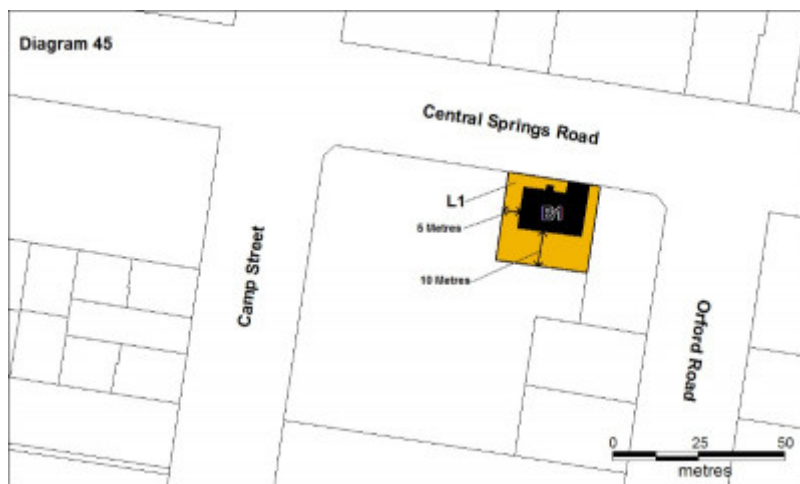 Diagram 45
Central Springs Road
L1
B1
5 Metres
10 Metres
Camp Street
Orford Road
0 25 50
metres